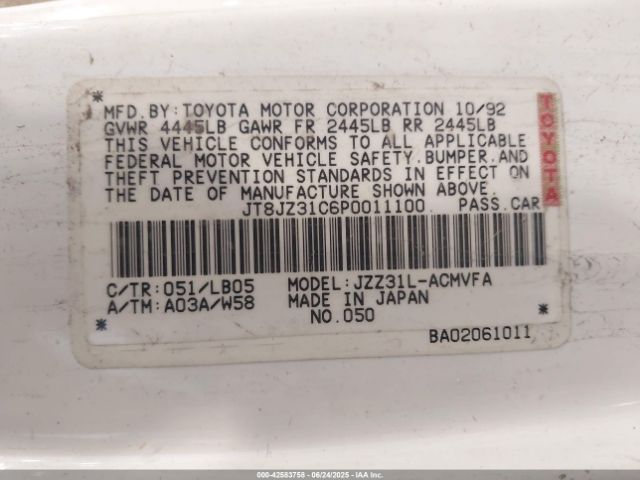 MFD.BY:TOYOTA MOTOR CORPORATION 10/92
GVWR 4445LB GAWR FR 2445LB RR 2445LB
THIS VEHICLE CONFORMS TO ALL APPLICABLE
FEDERAL MOTOR VEHICLE SAFETY.BUMPER.AND
THEFT PREVENTION STANDARDS IN EFFECT ON
THE DATE OF MANUFACTURE SHOWN ABOVE.
JT8JZ31C6P0011100 PASS.CAR
TOYOTA
C/TR:051/LB05 MODEL:JZZ31L-ACMVFA
A/TM:A03A/W58 MADE IN JAPAN
NO.050
BA02061011
000-42583758 - 06/24/2025 - IAA Inc.